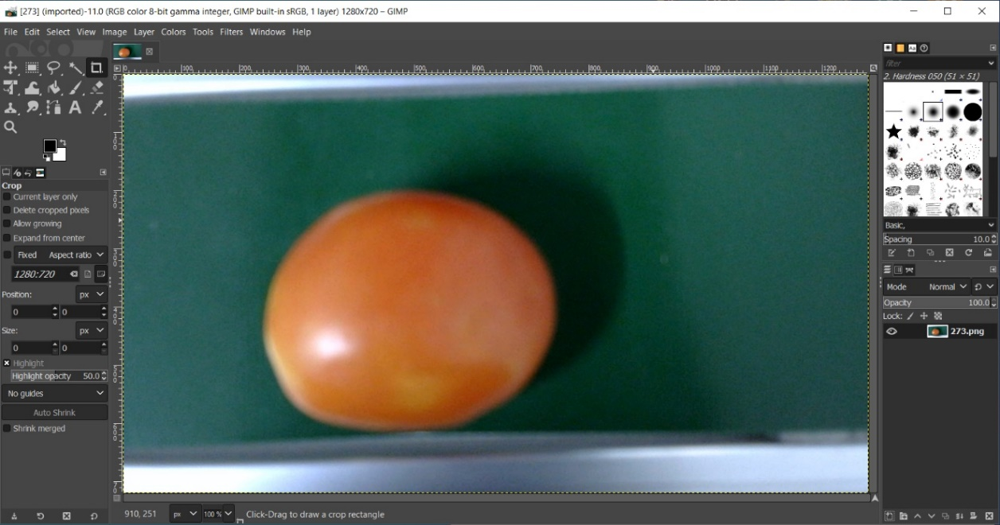 [273] (imported)-11.0 (RGB color 8-bit gamma integer, GIMP built-in sRGB, 1 layer) 1280x720 – GIMP
File Edit Select View Image Layer Colors Tools Filters Windows Help
0 100 200 300 400 500 600 700 800 900 1000 1100 1200
Crop
Current layer only
Delete cropped pixels
Allow growing
Expand from center
Fixed Aspect ratio
1280:720
Position: px
0 0
Size: px
0 0
Highlight
Highlight opacity 50.0
No guides
Auto Shrink
Shrink merged
910, 251 px 100 % Click-Drag to draw a crop rectangle
filter
2. Hardness 050 (51 × 51)
Basic,
Spacing 10.0
Mode Normal
Opacity 100.0
Lock:
273.png